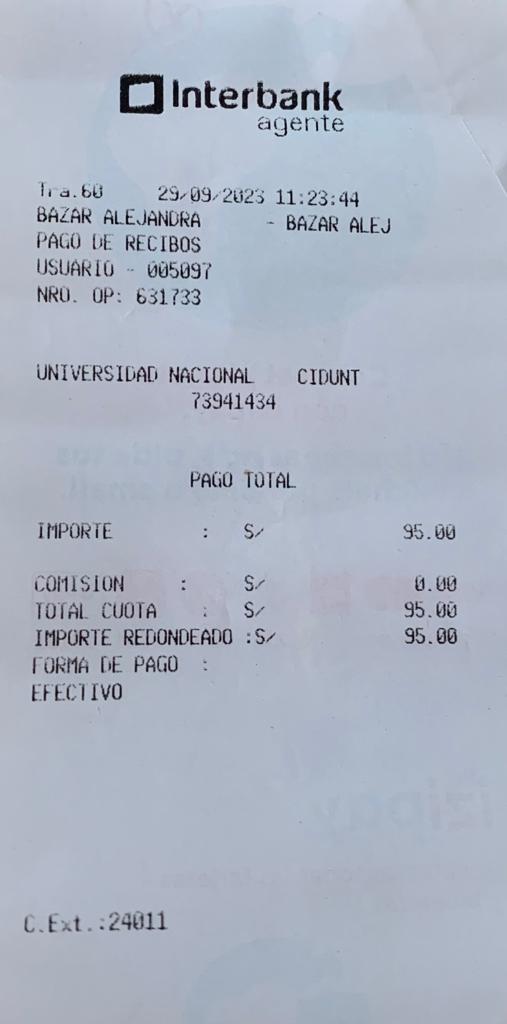 Interbank
agente
Tra.60 29/09/2023 11:23:44
BAZAR ALEJANDRA - BAZAR ALEJ
PAGO DE RECIBOS
USUARIO - 005097
NRO. OP: 631733
UNIVERSIDAD NACIONAL CIDUNT
73941434
PAGO TOTAL
IMPORTE : S/ 95.00
COMISION : S/ 0.00
TOTAL CUOTA : S/ 95.00
IMPORTE REDONDEADO :S/ 95.00
FORMA DE PAGO :
EFECTIVO
izipay
C.Ext.:24011